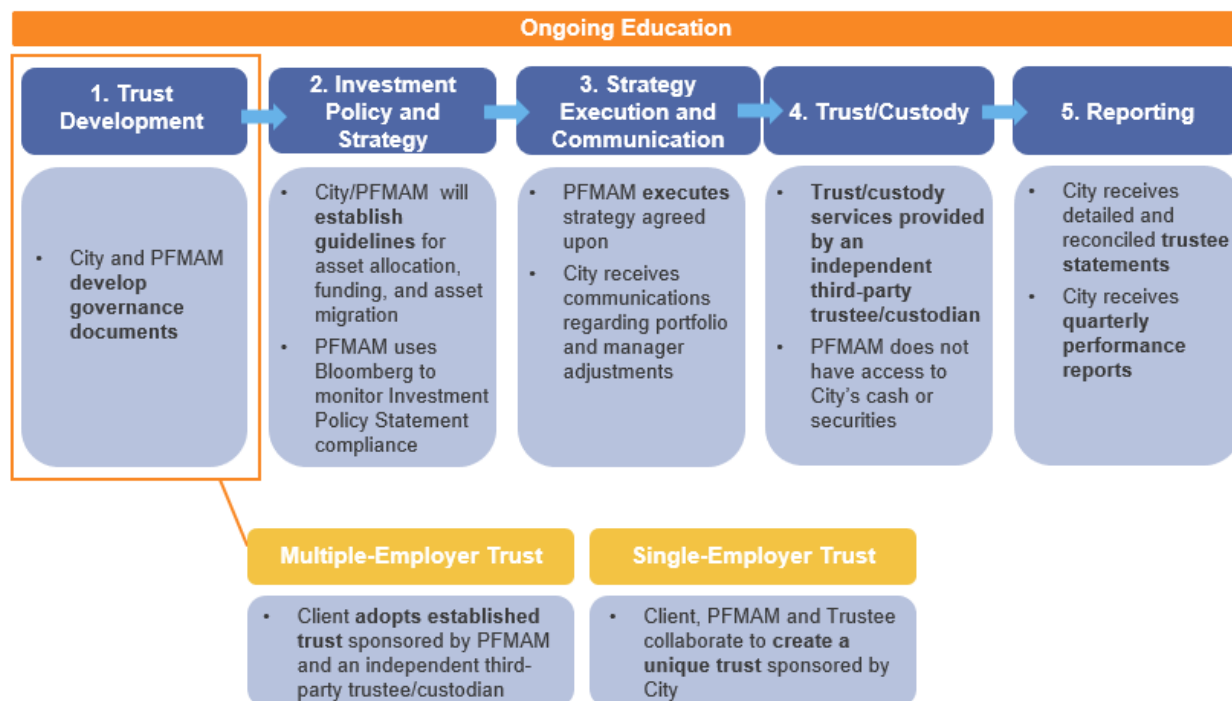 Ongoing Education
1. Trust
Development
2. Investment
Policy and
Strategy
3. Strategy
Execution and
Communication
4. Trust/Custody
5. Reporting
• City and PFMAM
develop
governance
documents
• City/PFMAM will
establish
guidelines for
asset allocation,
funding, and asset
migration
• PFMAM uses
Bloomberg to
monitor Investment
Policy Statement
compliance
• PFMAM executes
strategy agreed
upon
• City receives
communications
regarding portfolio
and manager
adjustments
• Trust/custody
services provided
by an
independent
third-party
trustee/custodian
• PFMAM does not
have access to
City's cash or
securities
• City receives
detailed and
reconciled trustee
statements
• City receives
quarterly
performance
reports
Multiple-Employer Trust
• Client adopts established
trust sponsored by PFMAM
and an independent third-
party trustee/custodian
Single-Employer Trust
• Client, PFMAM and Trustee
collaborate to create a
unique trust sponsored by
City